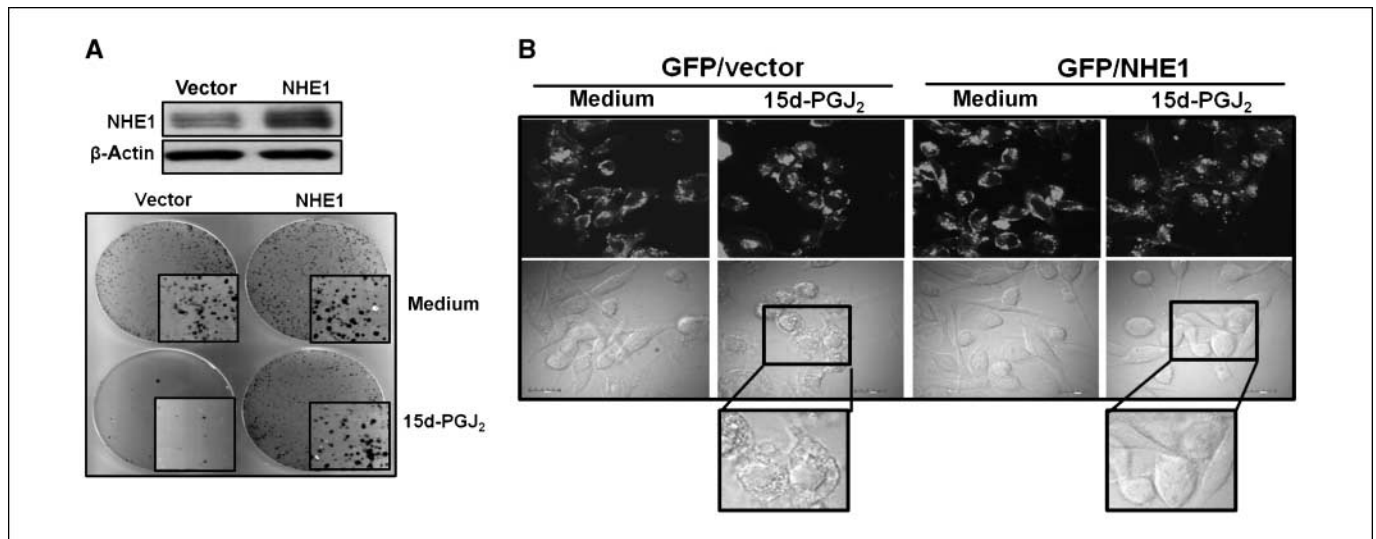 A
Vector NHE1
NHE1
β-Actin
Vector NHE1
Medium
15d-PGJ₂
B
GFP/vector GFP/NHE1
Medium 15d-PGJ₂ Medium 15d-PGJ₂